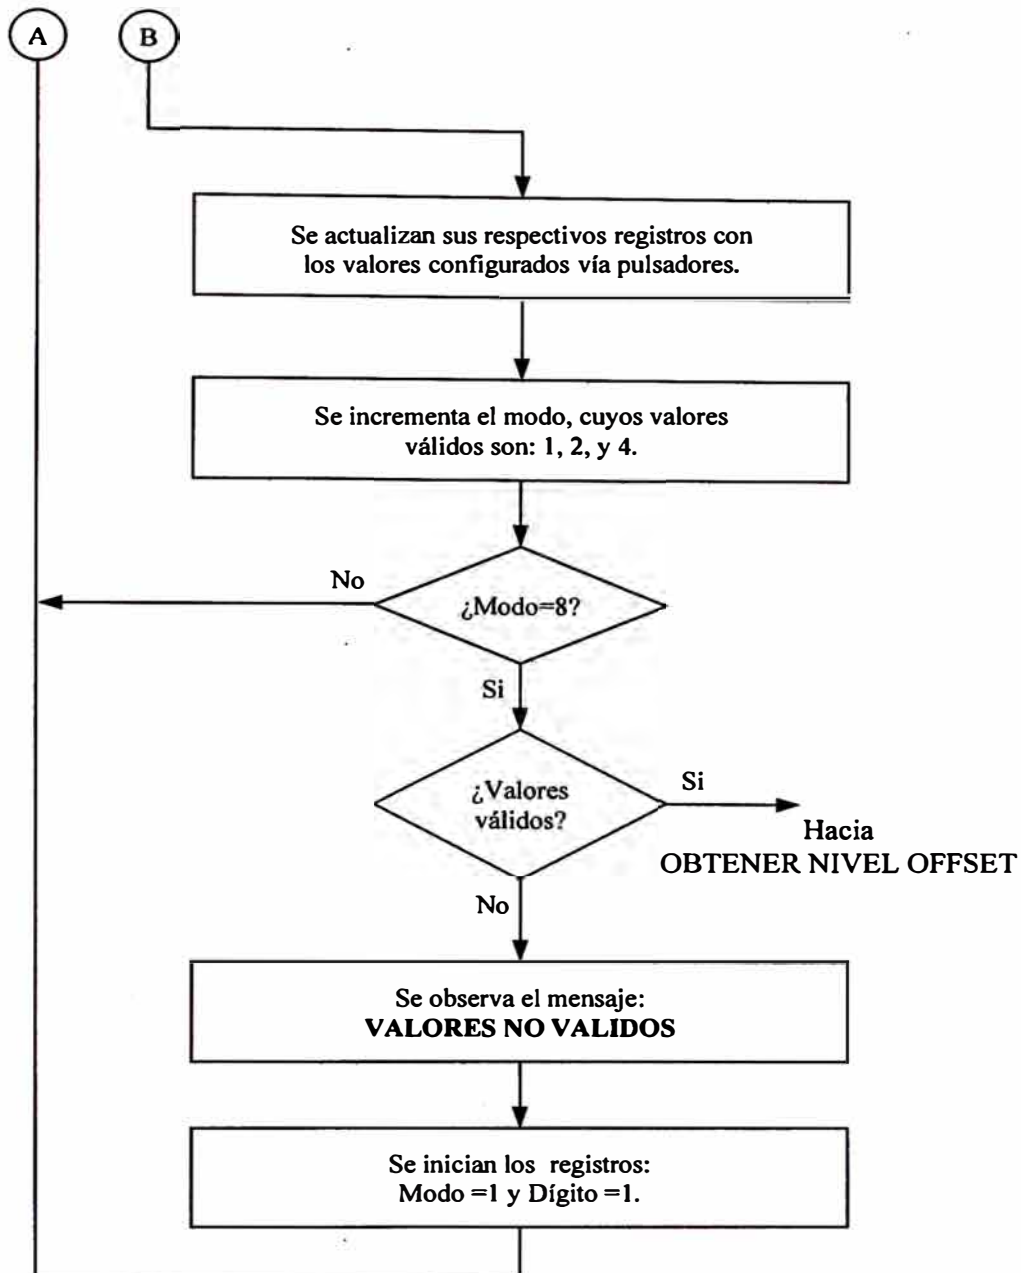 A
B
Se actualizan sus respectivos registros con
los valores configurados vía pulsadores.
Se incrementa el modo, cuyos valores
válidos son: 1, 2, y 4.
No
¿Modo=8?
Si
¿Valores
válidos?
Si
Hacia
OBTENER NIVEL OFFSET
No
Se observa el mensaje:
VALORES NO VALIDOS
Se inician los registros:
Modo =1 y Dígito =1.